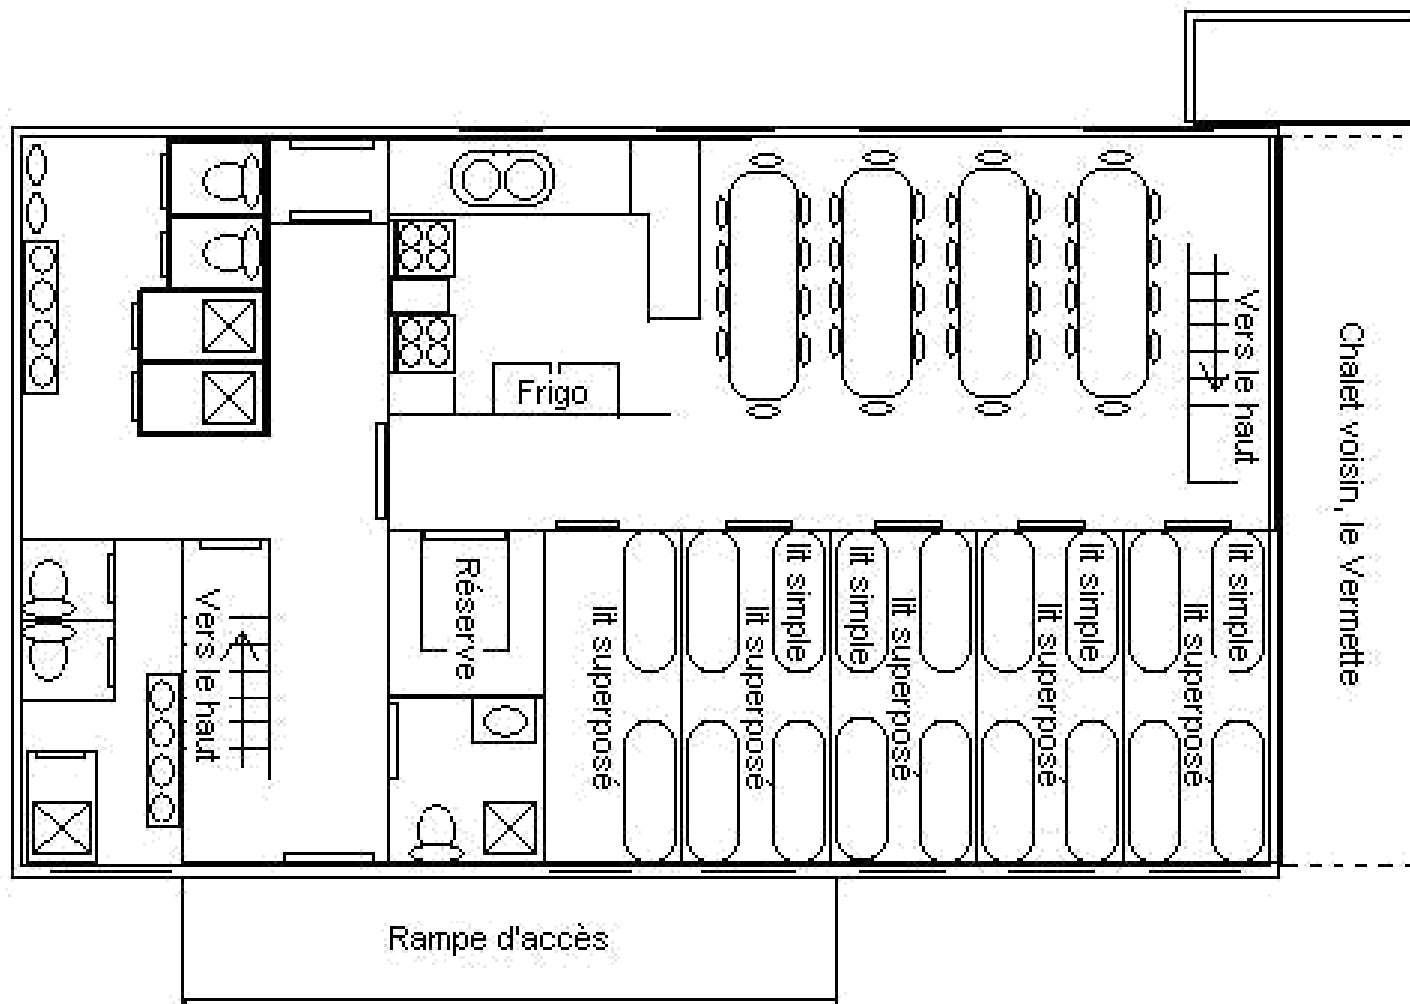 Frigo
Vers le haut
Chalet voisin, le Vermette
Réserve
Vers le haut
lit superposé
lit superposé
lit simple
lit simple
lit superposé
lit superposé
lit simple
lit superposé
lit simple
Rampe d'accès